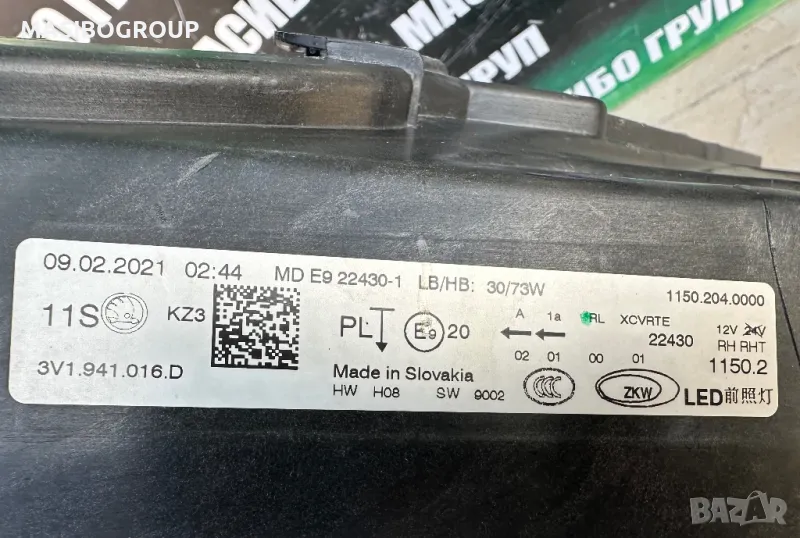 MASIBOGROUP
МАСИБО ГРУП
09.02.2021 02:44 MD E9 22430-1 LB/HB: 30/73W 1150.204.0000
11S KZ3 PL E9 20 A 1a RL XCVRTE 12V 24V
22430 RH RHT
02 01 00 01 1150.2
3V1.941.016.D Made in Slovakia
HW H08 SW 9002 CCC ZKW LED前照灯
BAZAR